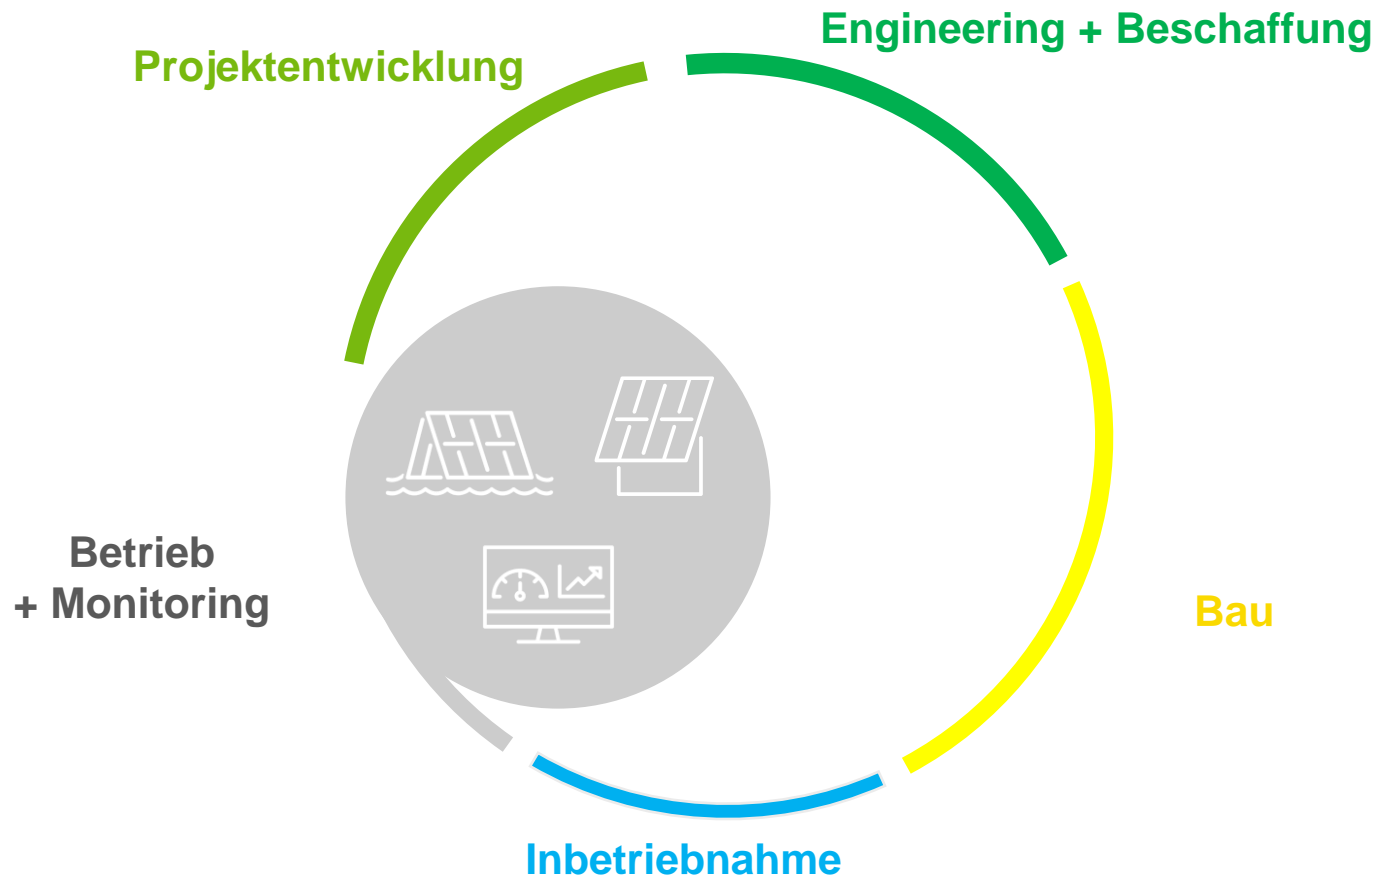 Engineering + Beschaffung
Projektentwicklung
Betrieb
+ Monitoring
Bau
Inbetriebnahme